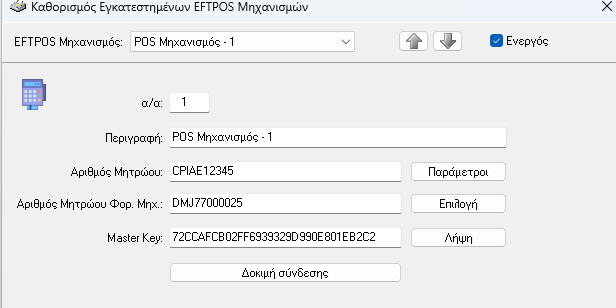 Καθορισμός Εγκατεστημένων EFTPOS Μηχανισμών
EFTPOS Μηχανισμός: POS Μηχανισμός - 1 Ενεργός
α/α: 1
Περιγραφή: POS Μηχανισμός - 1
Αριθμός Μητρώου: CPIAE12345 Παράμετροι
Αριθμός Μητρώου Φορ. Μηχ.: DMJ77000025 Επιλογή
Master Key: 72CCAFCB02FF6939329D990E801EB2C2 Λήψη
Δοκιμή σύνδεσης